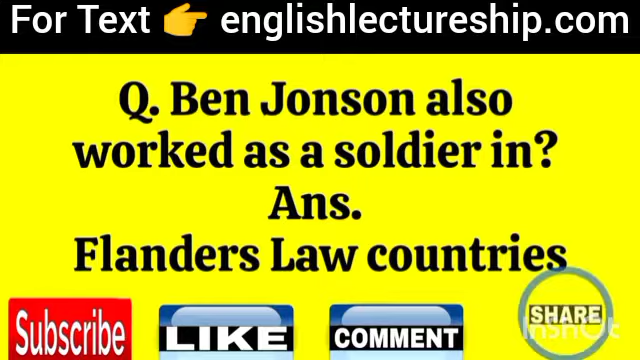 For Text 👉 englishlectureship.com
Q. Ben Jonson also
worked as a soldier in?
Ans.
Flanders Law countries
Subscribe
LIKE
COMMENT
SHARE
InShOt